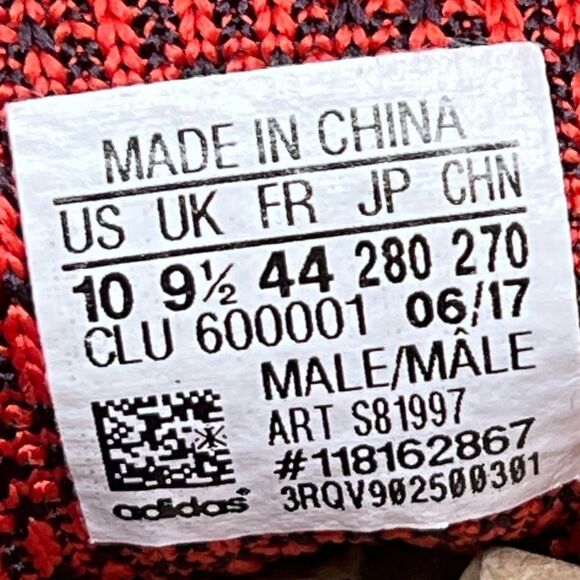 MADE IN CHINA
US UK FR JP CHN
10 9½ 44 280 270
CLU 600001 06/17
MALE/MÂLE
ART S81997
#118162867
adidas 3RQV902500301